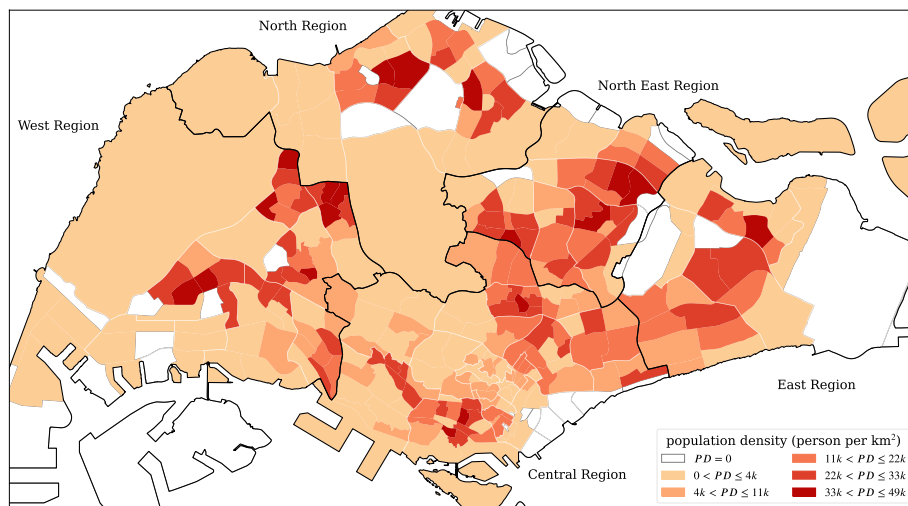 North Region
North East Region
West Region
East Region
Central Region
population density (person per km²)
PD = 0
0 < PD ≤ 4k
4k < PD ≤ 11k
11k < PD ≤ 22k
22k < PD ≤ 33k
33k < PD ≤ 49k